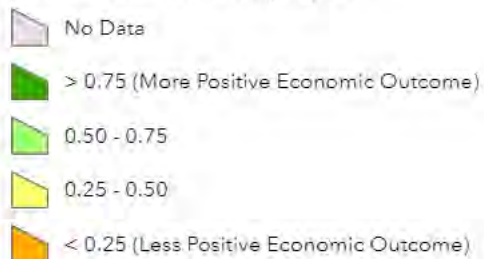 No Data
> 0.75 (More Positive Economic Outcome)
0.50 - 0.75
0.25 - 0.50
< 0.25 (Less Positive Economic Outcome)